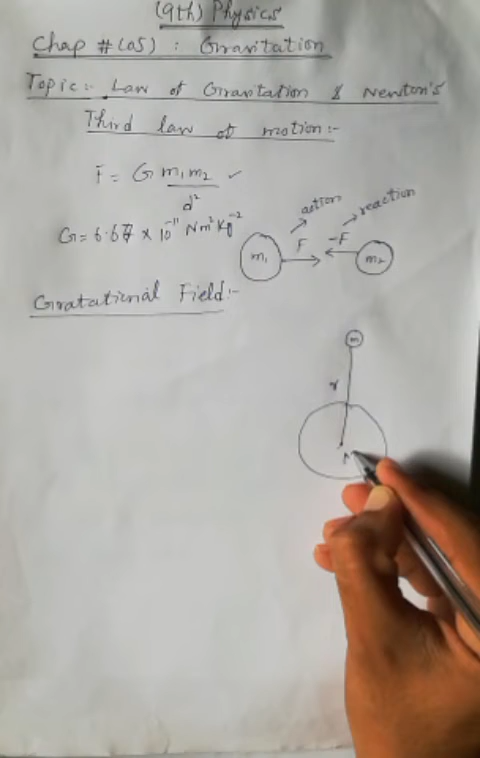 (9th) Physics
Chap # (05) : Gravitation
Topic:- Law of Gravitation & Newton's
Third law of motion:-
F = G m1m2 / d²
G = 6.67 × 10⁻¹¹ Nm²Kg⁻²
action
reaction
F
-F
m1
m2
Gratational Field:-
m
r